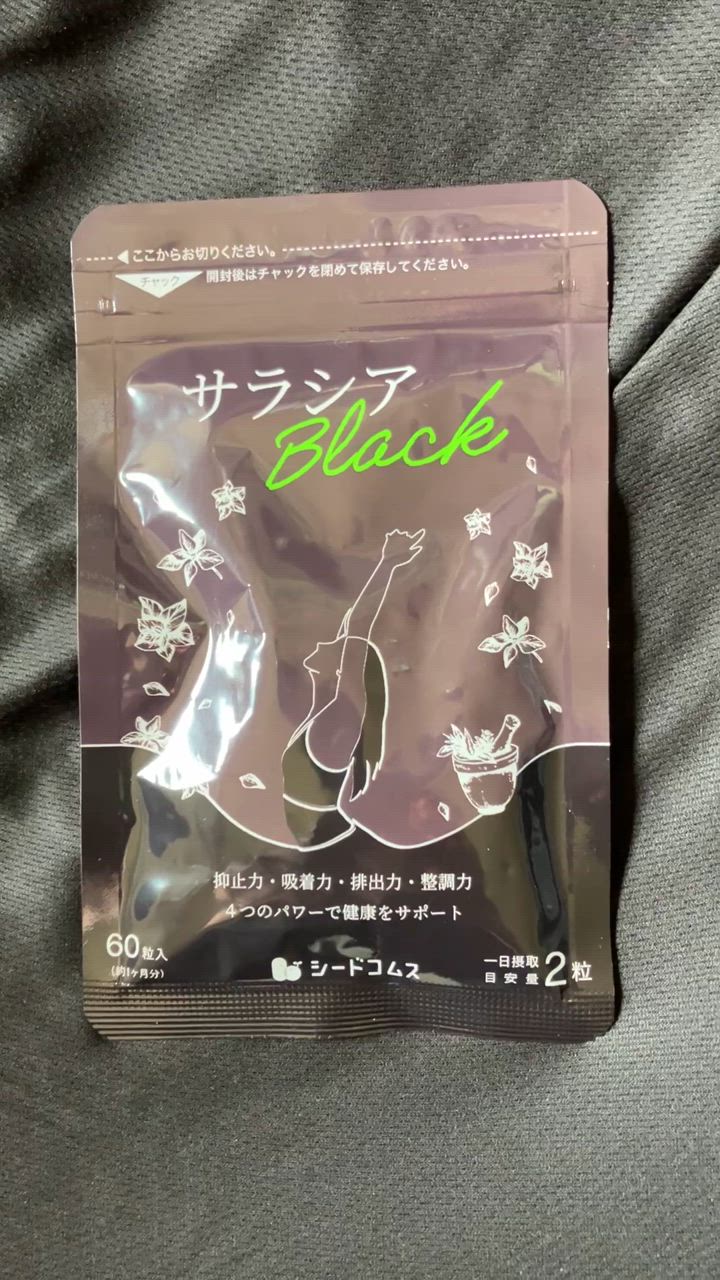 ここからお切りください。
チャック
開封後はチャックを閉めて保存してください。
サラシア
Black
抑止力・吸着力・排出力・整調力
4つのパワーで健康をサポート
60粒入
(約1ヶ月分)
シードコムス
一日摂取
目安量 2粒